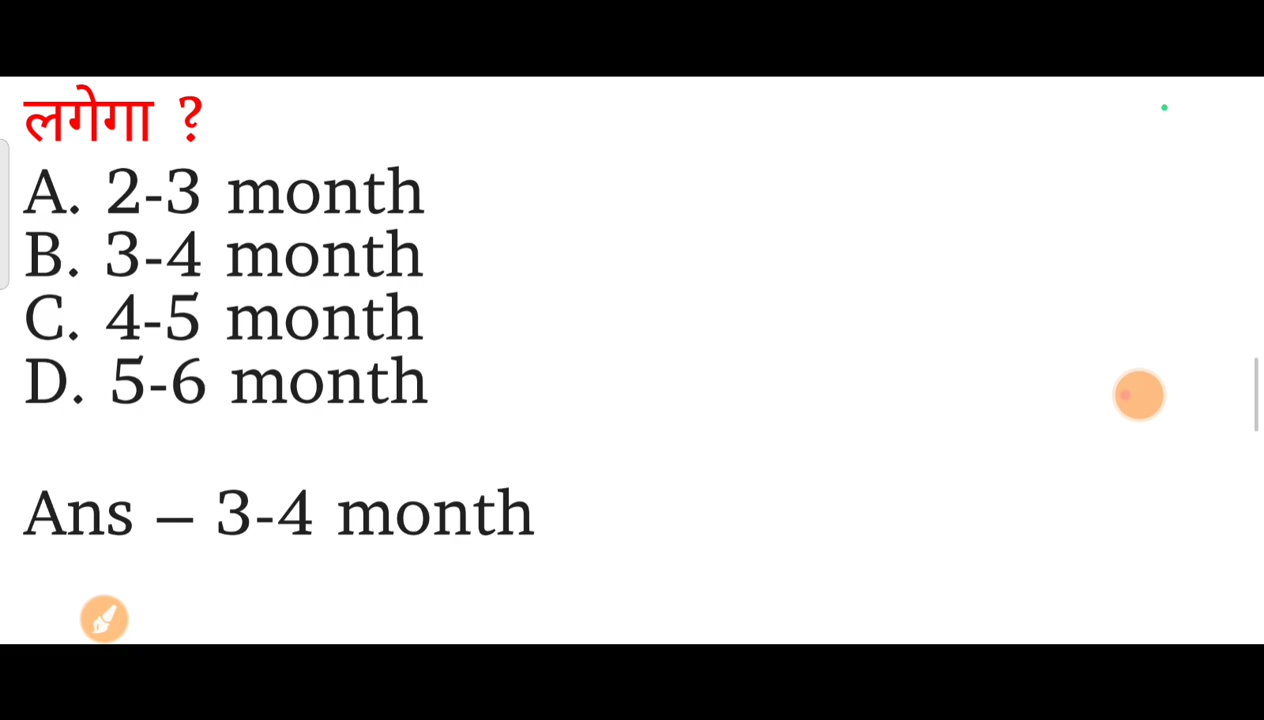 लगेगा ?
A. 2-3 month
B. 3-4 month
C. 4-5 month
D. 5-6 month
Ans – 3-4 month